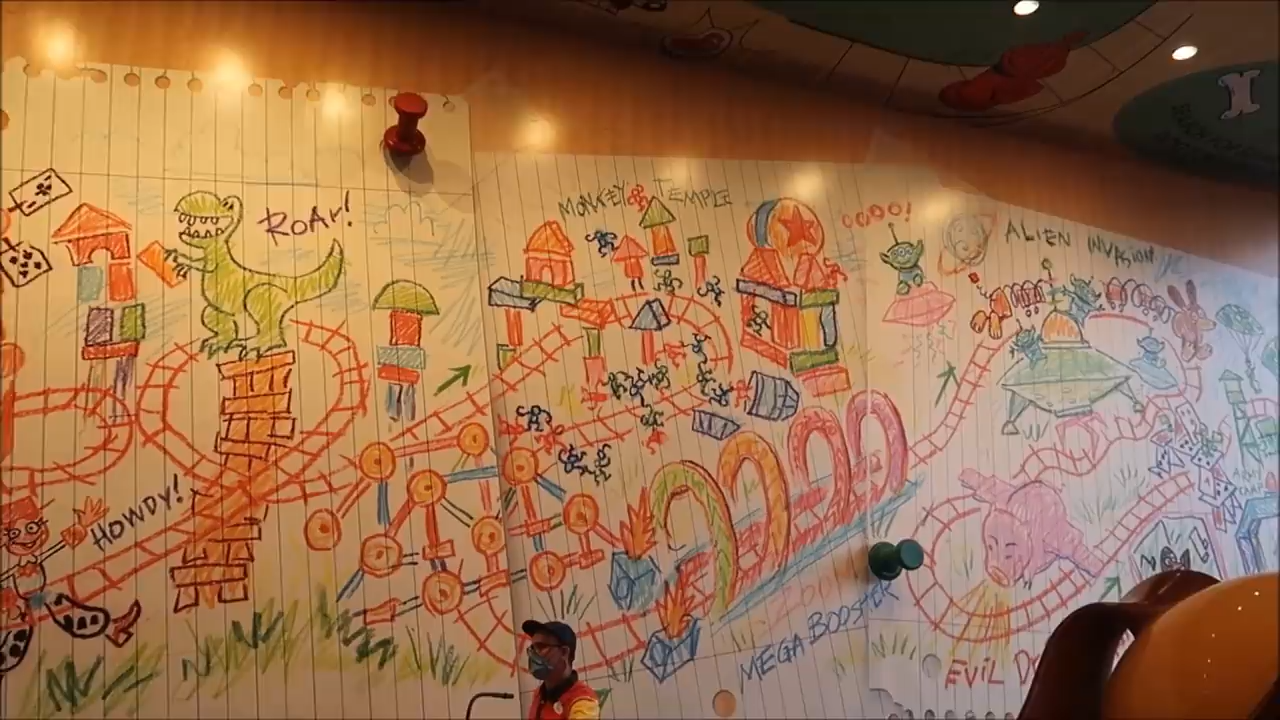 ROAR!
HOWDY!
MONKEY TEMPLE
OOOO!
ALIEN INVASION
MEGA BOOSTER
EVIL